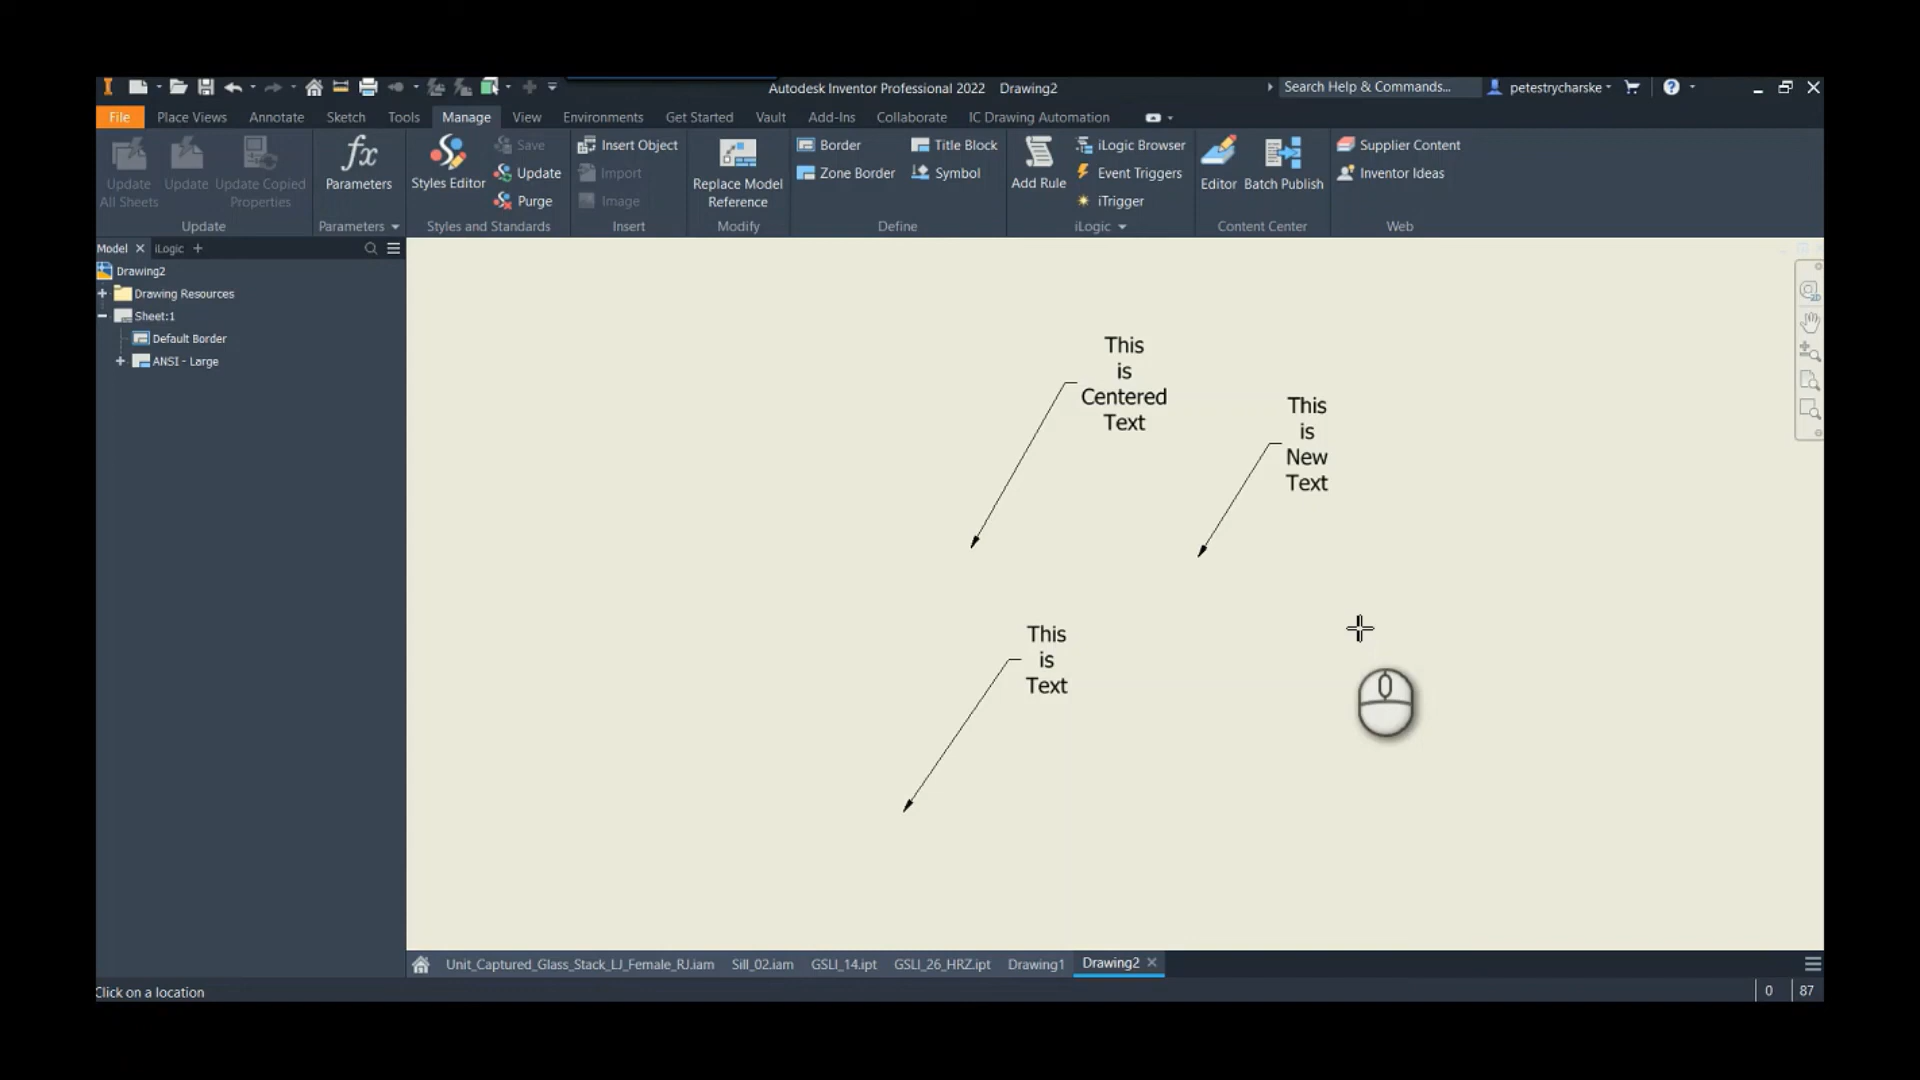 Autodesk Inventor Professional 2022 Drawing2
Search Help & Commands...
petestrycharske
File Place Views Annotate Sketch Tools Manage View Environments Get Started Vault Add-Ins Collaborate IC Drawing Automation
Update All Sheets
Update
Update Copied Properties
Update
fx
Parameters
Parameters
Styles Editor
Save
Update
Purge
Styles and Standards
Insert Object
Import
Image
Insert
Replace Model Reference
Modify
Border
Zone Border
Title Block
Symbol
Define
Add Rule
iLogic Browser
Event Triggers
iTrigger
iLogic
Editor
Batch Publish
Content Center
Supplier Content
Inventor Ideas
Web
Model iLogic
Drawing2
Drawing Resources
Sheet:1
Default Border
ANSI - Large
This
is
Centered
Text
This
is
New
Text
This
is
Text
Unit_Captured_Glass_Stack_LJ_Female_RJ.iam Sill_02.iam GSLI_14.ipt GSLI_26_HRZ.ipt Drawing1 Drawing2
Click on a location
0 87